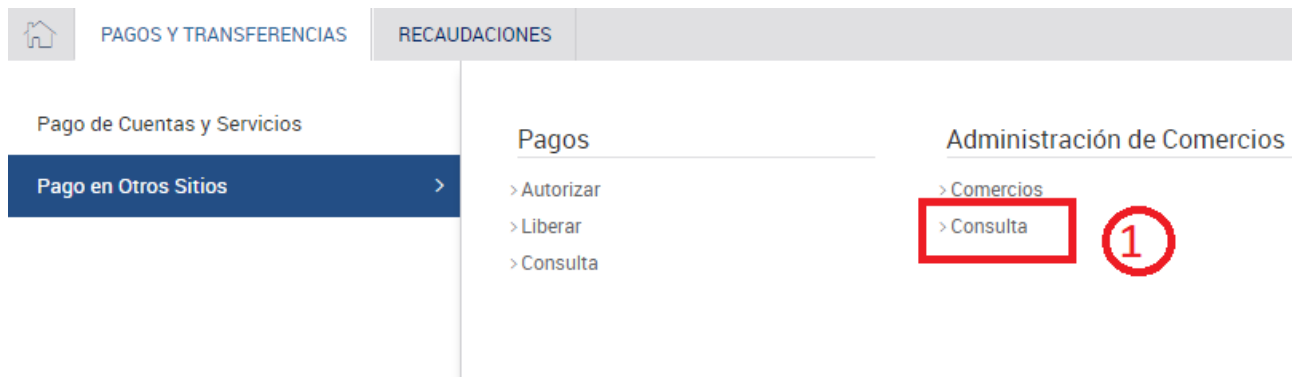 PAGOS Y TRANSFERENCIAS
RECAUDACIONES
Pago de Cuentas y Servicios
Pago en Otros Sitios >
Pagos
> Autorizar
> Liberar
> Consulta
Administración de Comercios
> Comercios
> Consulta
1